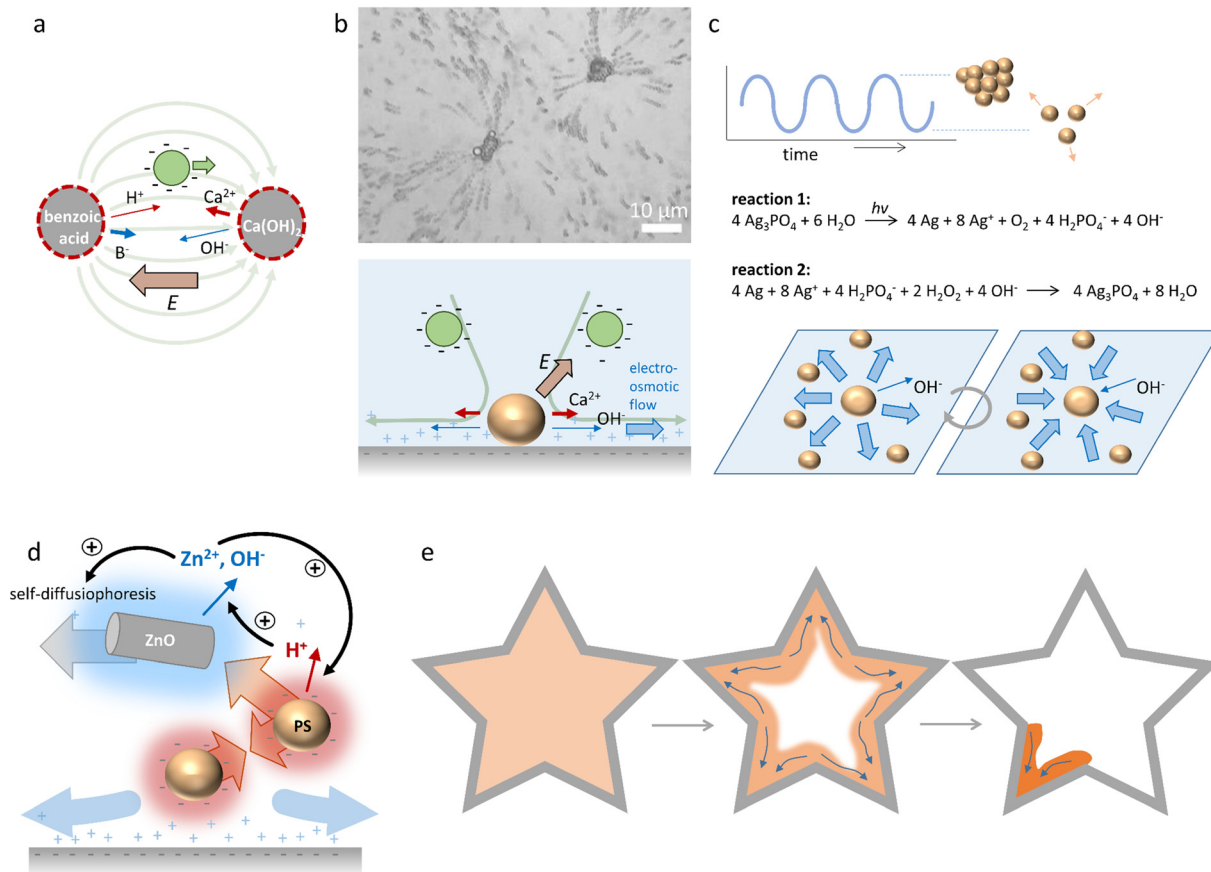 a
benzoic
acid
H⁺
Ca²⁺
B⁻
OH⁻
Ca(OH)₂
E
b
10 µm
E
Ca²⁺
OH⁻
electro-
osmotic
flow
c
time
reaction 1:
4 Ag₃PO₄ + 6 H₂O hv 4 Ag + 8 Ag⁺ + O₂ + 4 H₂PO₄⁻ + 4 OH⁻
reaction 2:
4 Ag + 8 Ag⁺ + 4 H₂PO₄⁻ + 2 H₂O₂ + 4 OH⁻ → 4 Ag₃PO₄ + 8 H₂O
OH⁻
OH⁻
d
Zn²⁺, OH⁻
self-diffusiophoresis
ZnO
H⁺
PS
e